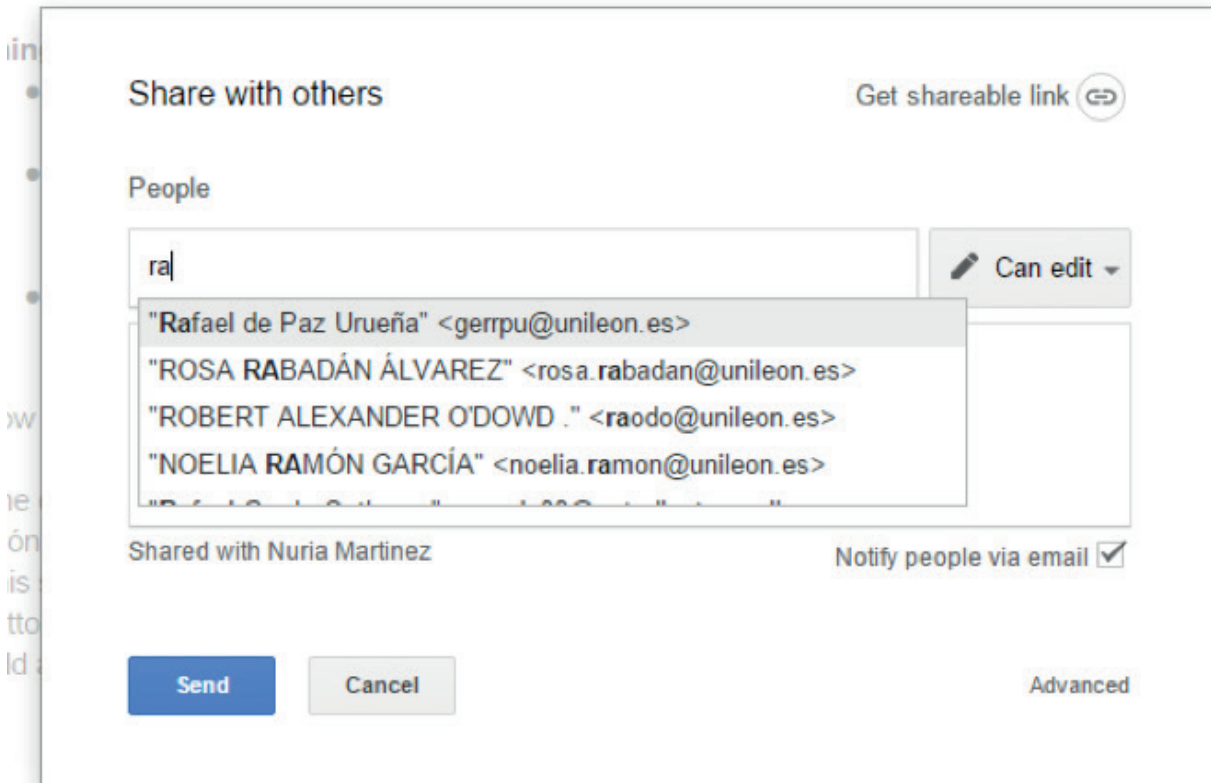 Share with others
Get shareable link
People
ra
Can edit
"Rafael de Paz Urueña" <gerrpu@unileon.es>
"ROSA RABADÁN ÁLVAREZ" <rosa.rabadan@unileon.es>
"ROBERT ALEXANDER O'DOWD ." <raodo@unileon.es>
"NOELIA RAMÓN GARCÍA" <noelia.ramon@unileon.es>
Shared with Nuria Martinez
Notify people via email
Send
Cancel
Advanced